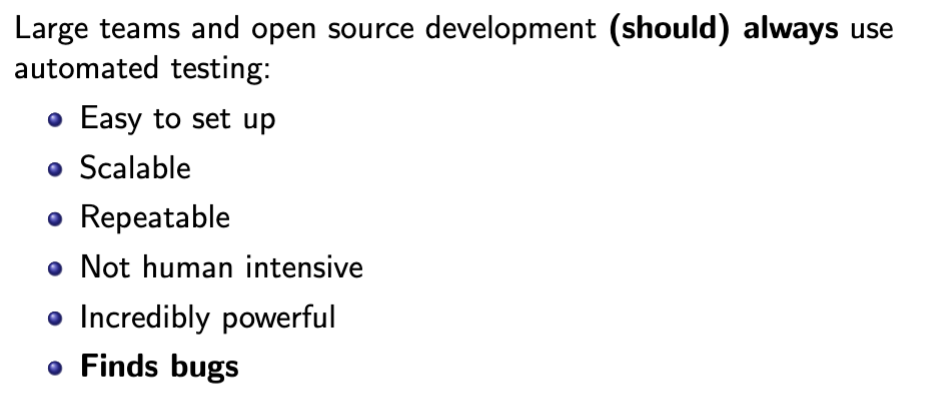 Large teams and open source development (should) always use
automated testing:
Easy to set up
Scalable
Repeatable
Not human intensive
Incredibly powerful
Finds bugs